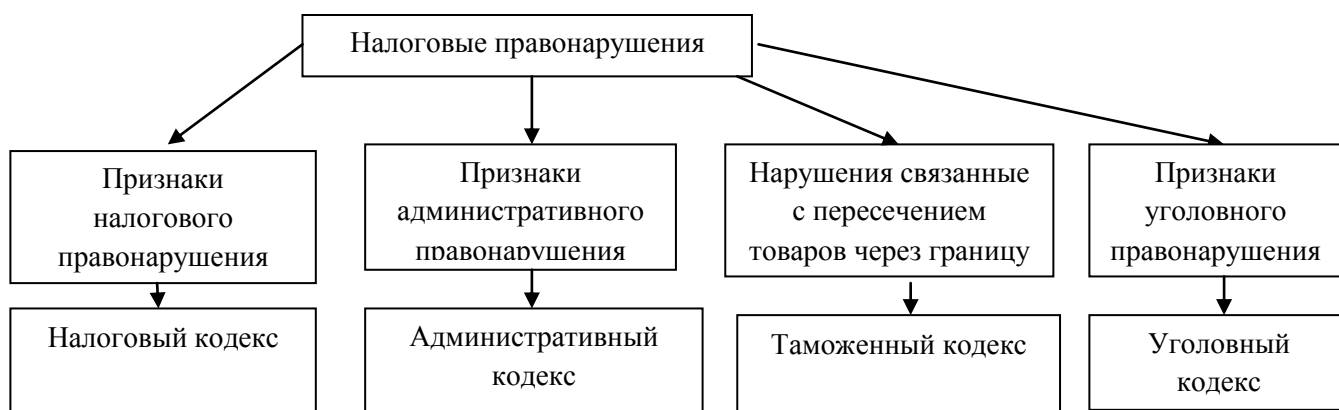 Налоговые правонарушения
Признаки
налогового
правонарушения
Признаки
административного
правонарушения
Нарушения связанные
с пересечением
товаров через границу
Признаки
уголовного
правонарушения
Налоговый кодекс
Административный
кодекс
Таможенный кодекс
Уголовный
кодекс